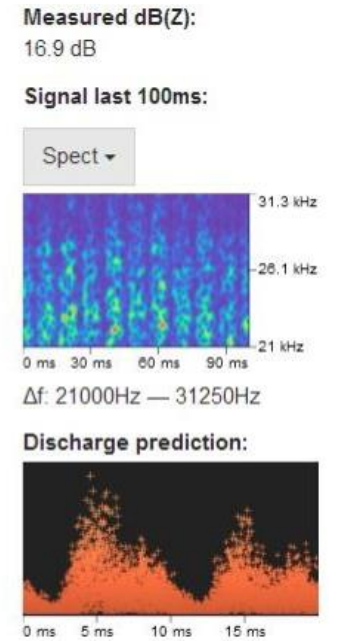 Measured dB(Z):
16.9 dB
Signal last 100ms:
Spect
31.3 kHz
26.1 kHz
21 kHz
0 ms 30 ms 60 ms 90 ms
Δf: 21000Hz — 31250Hz
Discharge prediction:
0 ms 5 ms 10 ms 15 ms